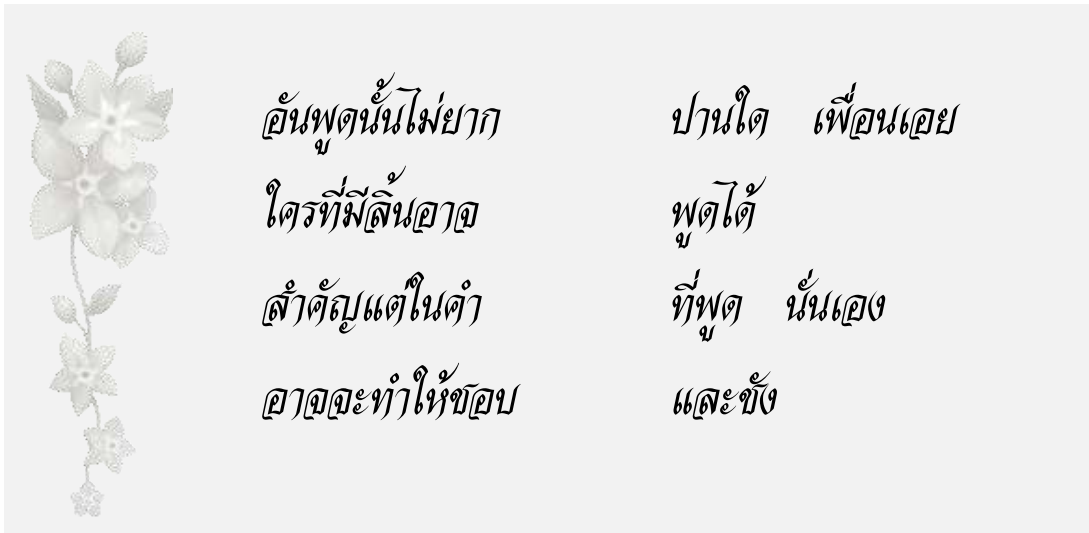 อันพูดนั้นไม่ยาก ปานใด เพื่อนเอย
ใครที่มีลิ้นอาจ พูดได้
สำคัญแต่ในคำ ที่พูด นั่นเอง
อาจจะทำให้ชอบ และชัง